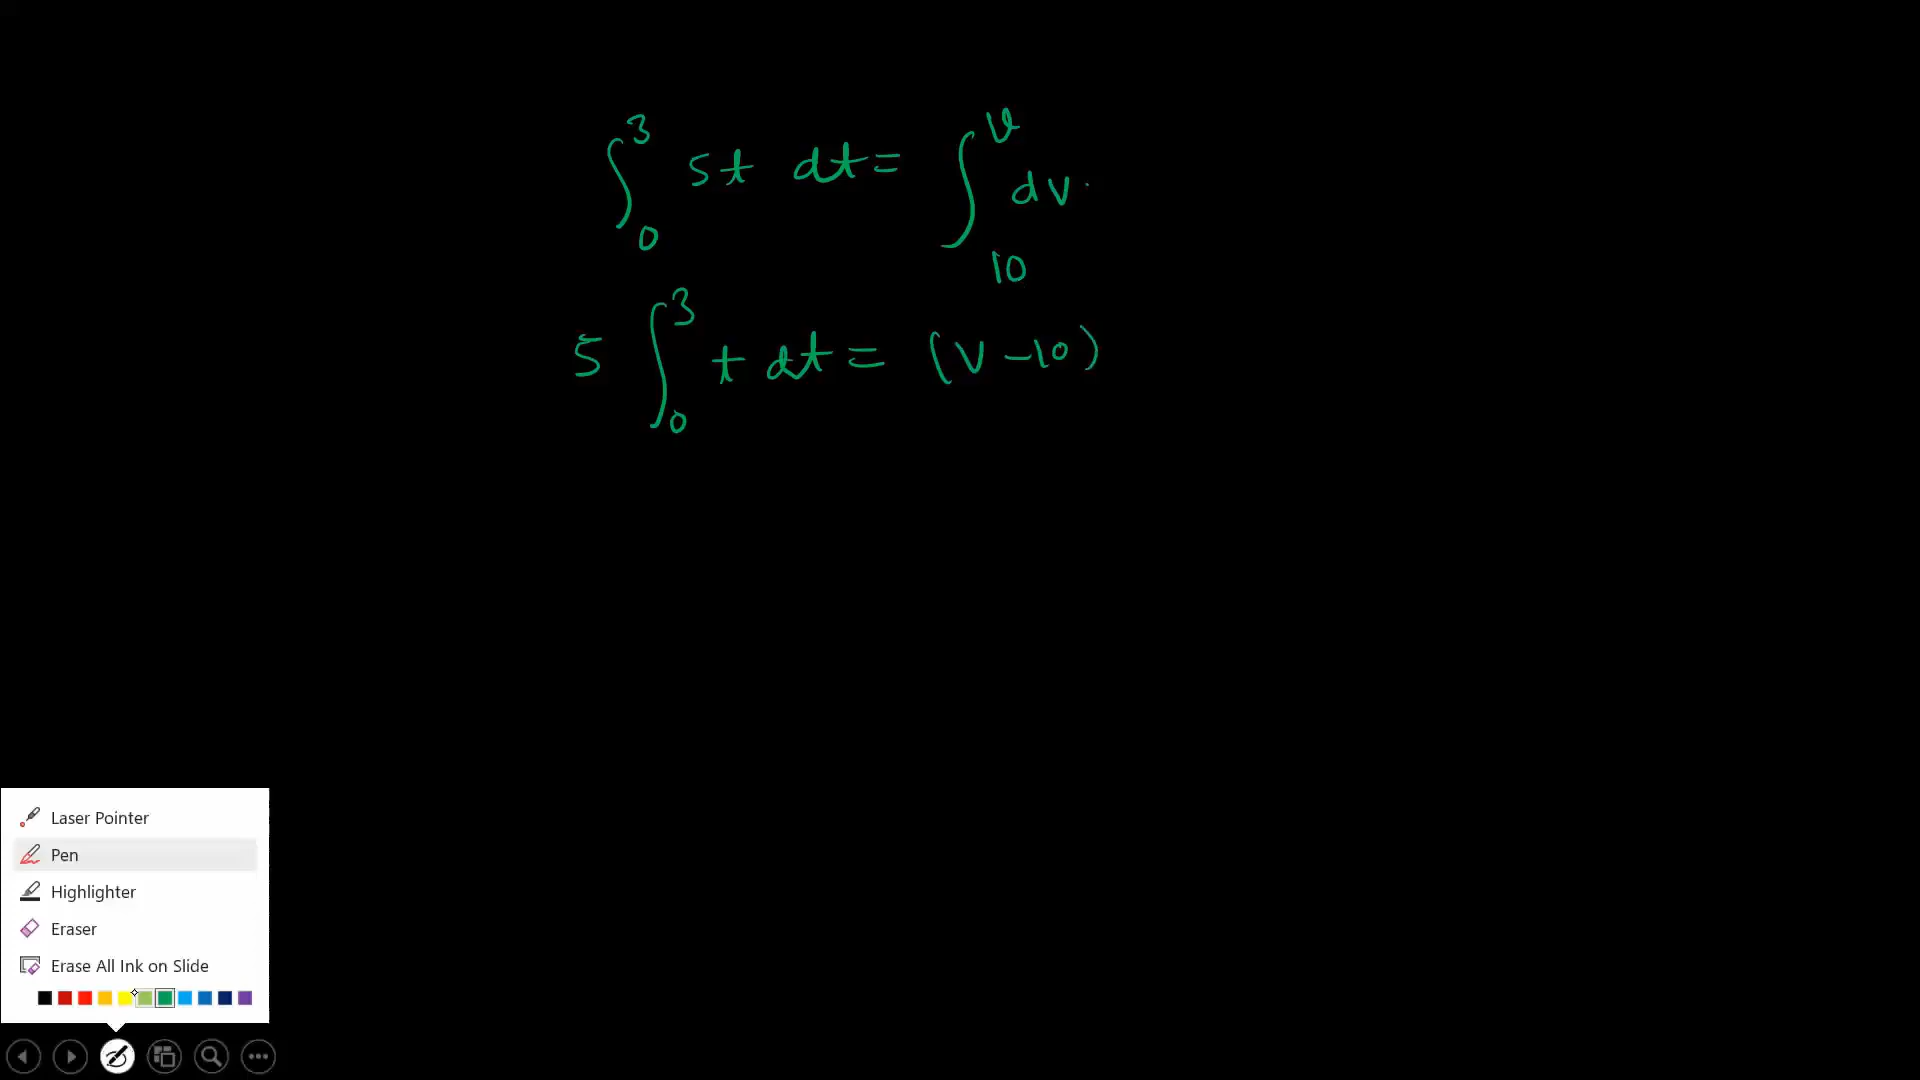 ∫₀³ 5t dt = ∫₁₀ᵛ dv.
5 ∫₀³ t dt = (v - 10)
Laser Pointer
Pen
Highlighter
Eraser
Erase All Ink on Slide